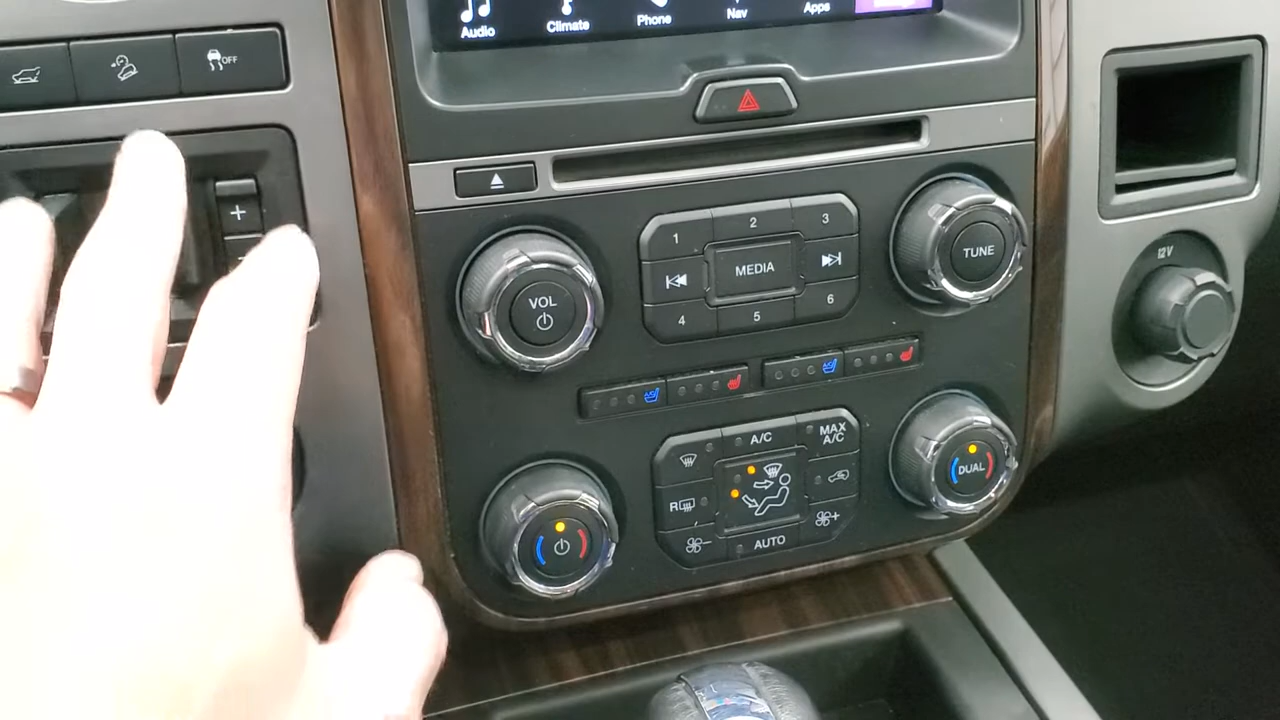 Audio
Climate
Phone
Nav
Apps
OFF
+
12V
VOL
1
2
3
MEDIA
4
5
6
TUNE
A/C
MAX
A/C
R
AUTO
DUAL